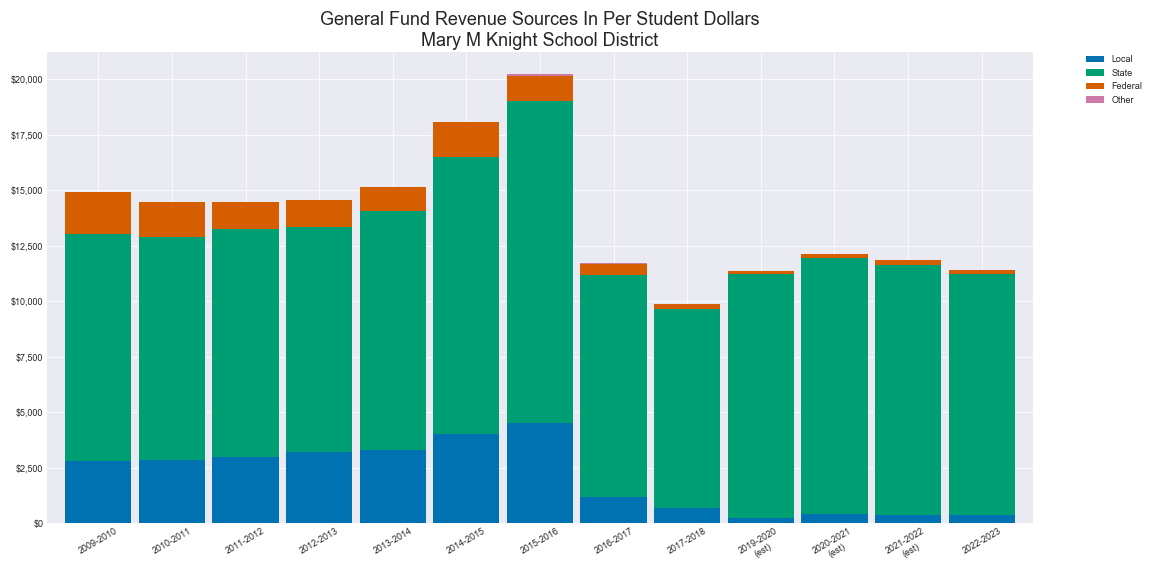 General Fund Revenue Sources In Per Student Dollars
Mary M Knight School District
Local
State
Federal
Other
$20,000
$17,500
$15,000
$12,500
$10,000
$7,500
$5,000
$2,500
$0
2009-2010
2010-2011
2011-2012
2012-2013
2013-2014
2014-2015
2015-2016
2016-2017
2017-2018
2019-2020
(est)
2020-2021
(est)
2021-2022
(est)
2022-2023